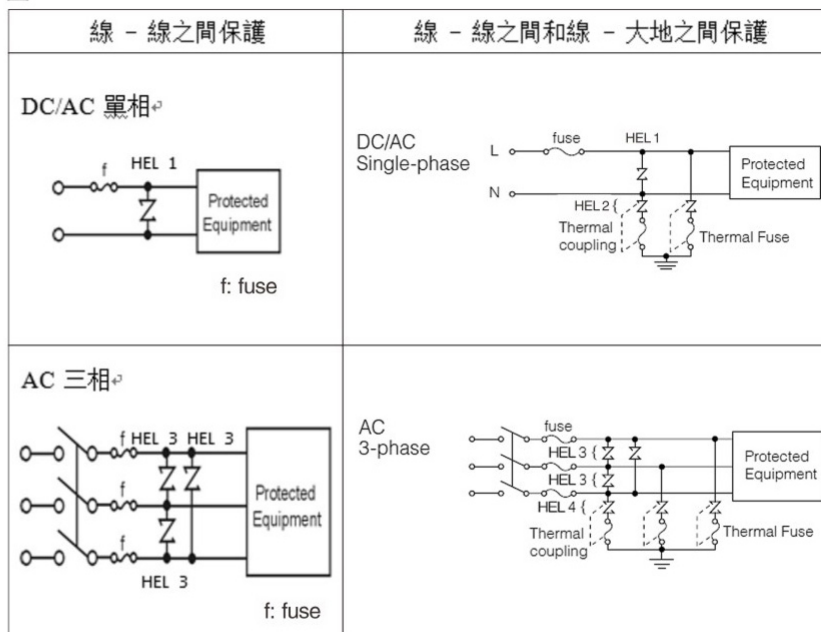 線 - 線之間保護
線 - 線之間和線 - 大地之間保護
DC/AC 單相
f
HEL 1
Protected
Equipment
f: fuse
DC/AC
Single-phase
L
fuse
HEL 1
N
HEL 2 {
Thermal
coupling
Thermal Fuse
Protected
Equipment
AC 三相
f HEL 3 HEL 3
f
f
HEL 3
Protected
Equipment
f: fuse
AC
3-phase
fuse
HEL 3 {
HEL 3 {
HEL 4 {
Thermal
coupling
Thermal Fuse
Protected
Equipment